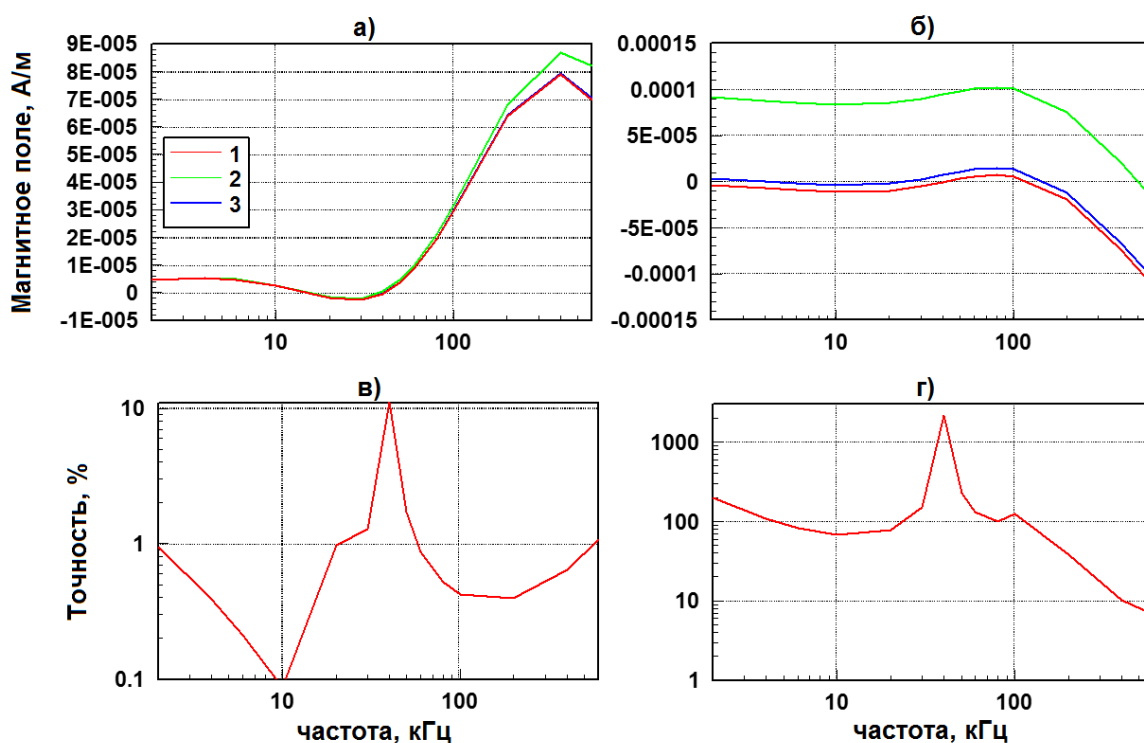 а)
б)
Магнитное поле, А/м
9E-005
8E-005
7E-005
6E-005
5E-005
4E-005
3E-005
2E-005
1E-005
0
-1E-005
1
2
3
10
100
0.00015
0.0001
5E-005
0
-5E-005
-0.0001
-0.00015
10
100
в)
г)
Точность, %
10
1
0.1
10
100
частота, кГц
1000
100
10
1
10
100
частота, кГц